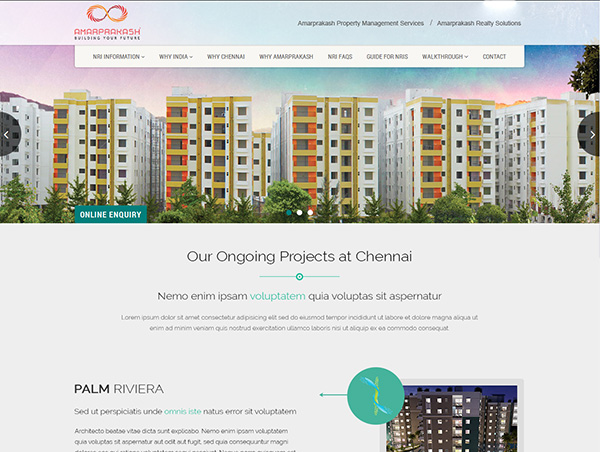 AMARPRAKASH
BUILDING YOUR FUTURE
Amarprakash Property Management Services / Amarprakash Realty Solutions
NRI INFORMATION WHY INDIA WHY CHENNAI WHY AMARPRAKASH NRI FAQS GUIDE FOR NRIS WALKTHROUGH CONTACT
ONLINE ENQUIRY
Our Ongoing Projects at Chennai
Nemo enim ipsam voluptatem quia voluptas sit aspernatur
Lorem ipsum dolor sit amet consectetur adipisicing elit sed do eiusmod tempor incididunt ut labore et dolore magna aliqua ut
enim ad minim veniam quis nostrud exercitation ullamco laboris nisi ut aliquip ex ea commodo consequat
PALM RIVIERA
Sed ut perspiciatis unde omnis iste natus error sit voluptatem
Architecto beatae vitae dicta sunt explicabo. Nemo enim ipsam voluptatem
quia voluptas sit aspernatur aut odit aut fugit, sed quia consequuntur magni